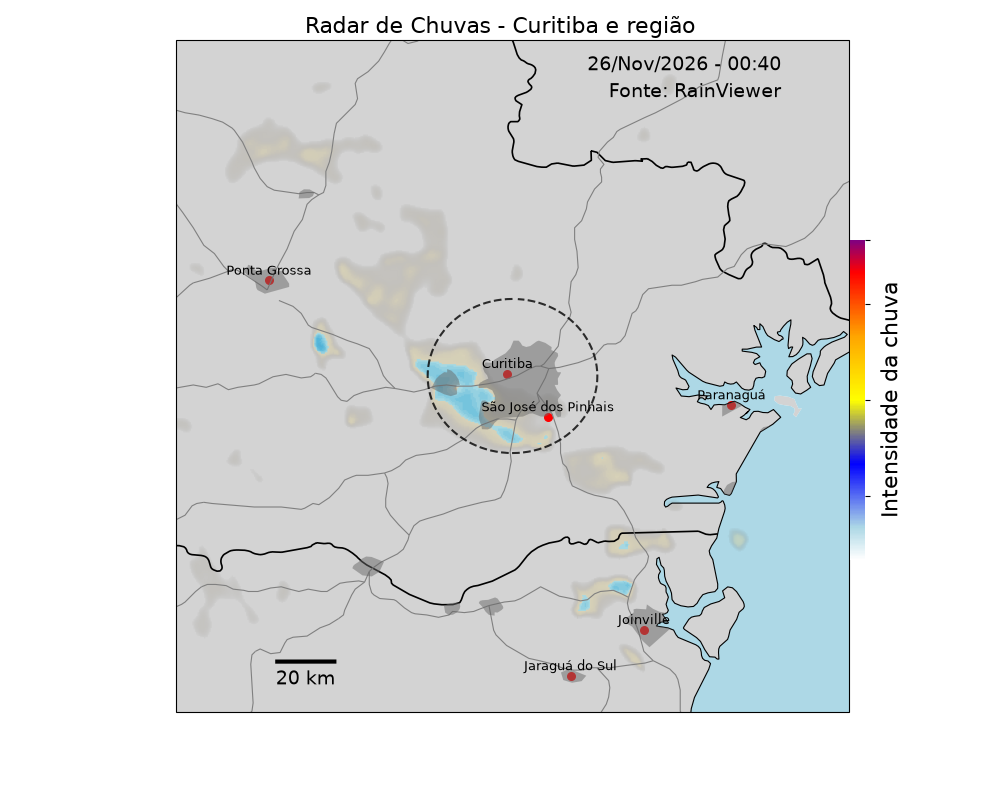 Radar de Chuvas - Curitiba e região
26/Nov/2026 - 00:40
Fonte: RainViewer
Ponta Grossa
Curitiba
Paranaguá
São José dos Pinhais
Intensidade da chuva
Joinville
Jaraguá do Sul
20 km